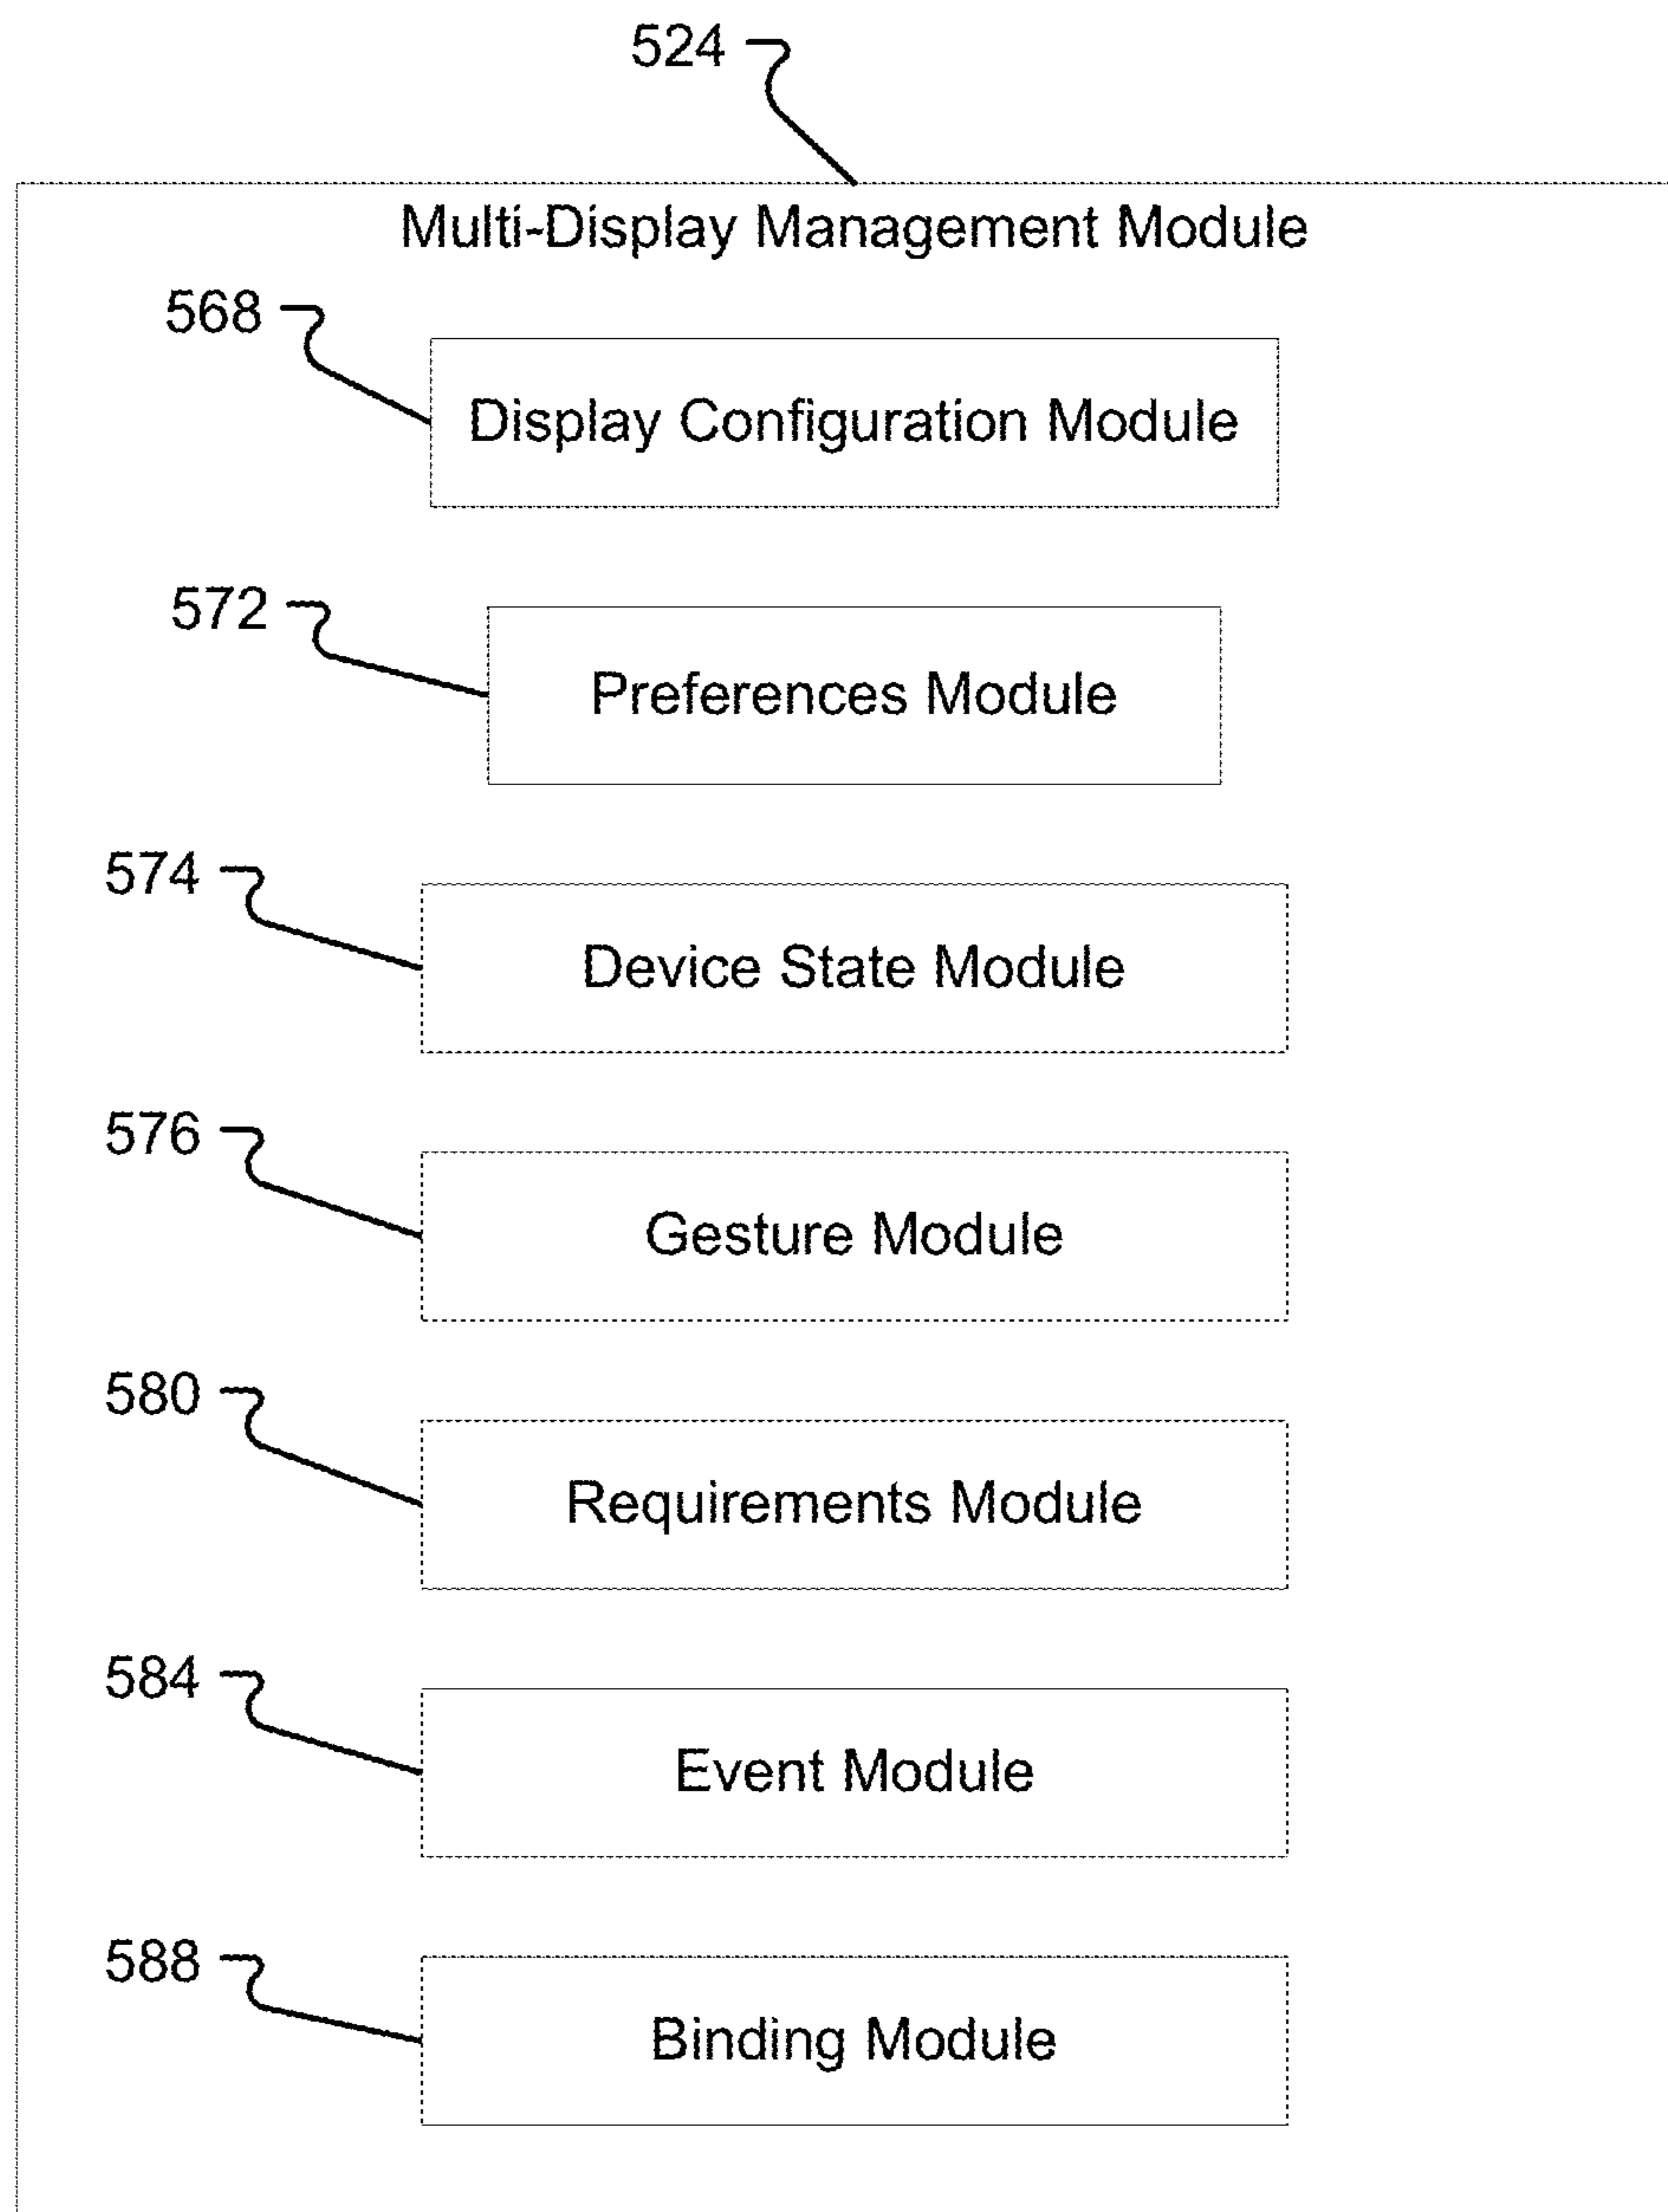 524
Multi-Display Management Module
568
Display Configuration Module
572
Preferences Module
574
Device State Module
576
Gesture Module
580
Requirements Module
584
Event Module
588
Binding Module